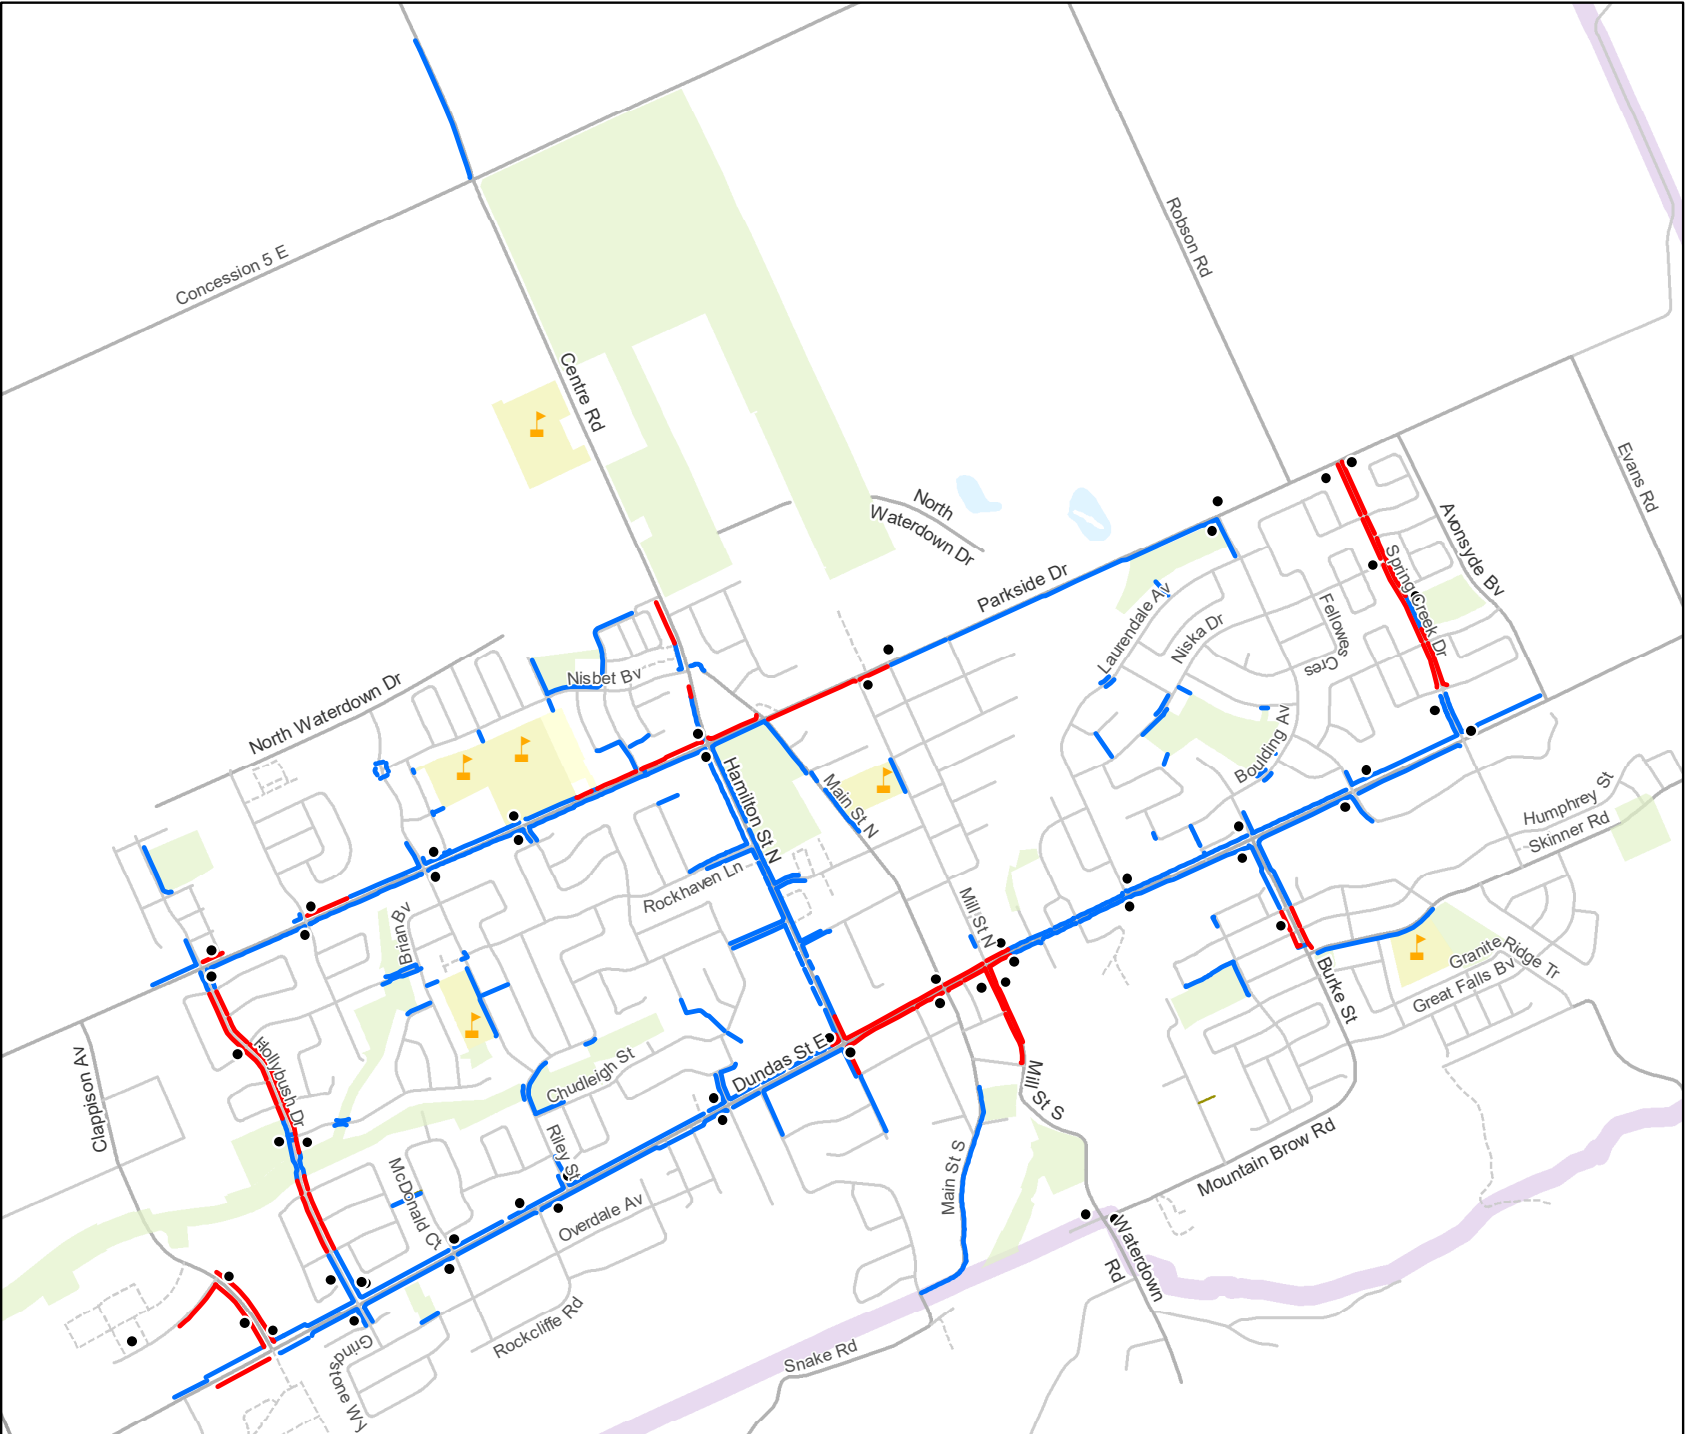 Concession 5 E
Robson Rd
Centre Rd
Evans Rd
North
Waterdown Dr
Avonsyde Bv
Parkside Dr
Spring Creek Dr
Laurendale Av
Fellowes
Cres
Niska Dr
Nisbet Bv
North Waterdown Dr
Boulding Av
Hamilton St N
Main St N
Humphrey St
Skinner Rd
Rockhaven Ln
Mill St N
Brian Bv
Granite Ridge Tr
Great Falls Bv
Burke St
Clappison Av
Hollybush Dr
Dundas St E
Chudleigh St
Mill St S
Riley St
Main St S
Mountain Brow Rd
McDonald Ct
Overdale Av
Waterdown
Rd
Rockcliffe Rd
Grindstone Wy
Snake Rd